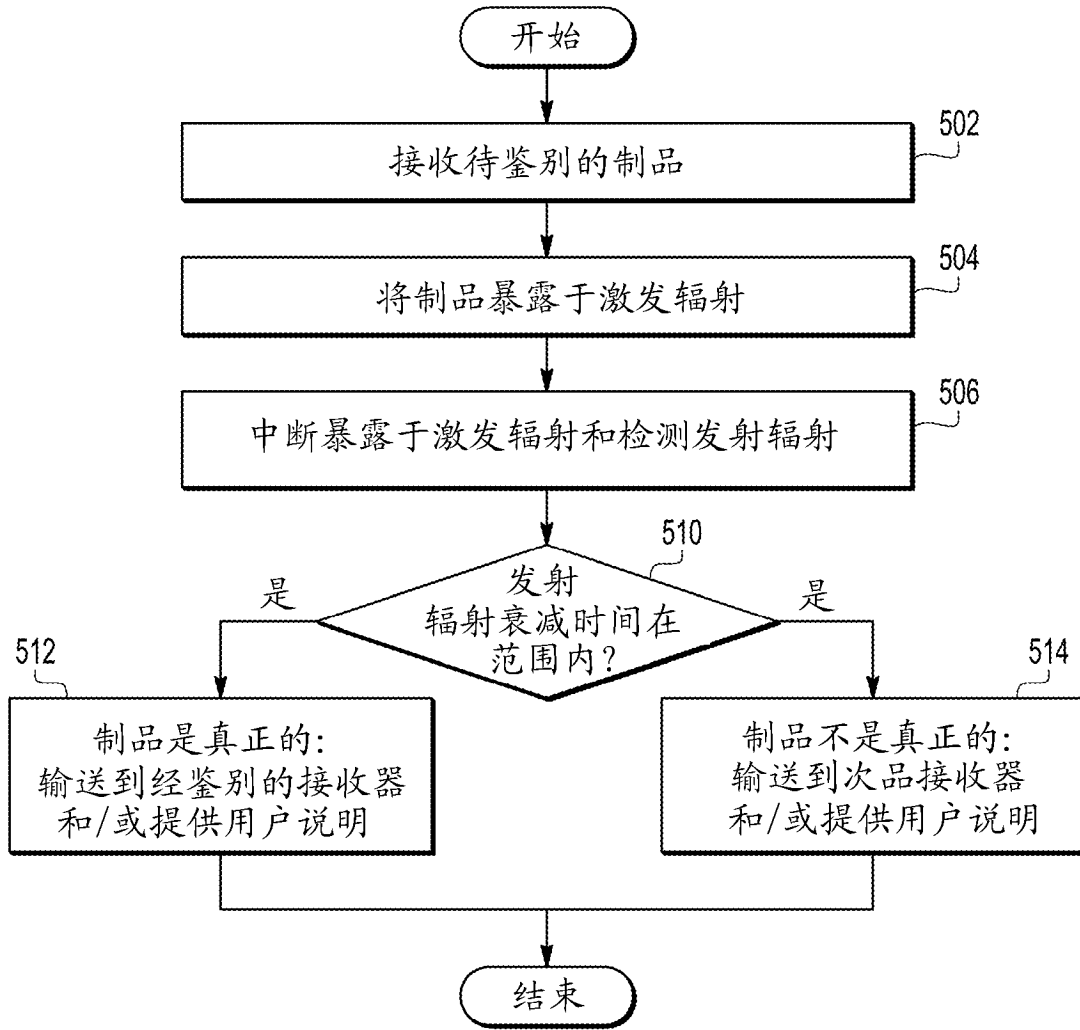 开始
502
接收待鉴别的制品
504
将制品暴露于激发辐射
506
中断暴露于激发辐射和检测发射辐射
510
发射
辐射衰减时间在
范围内?
是
是
512
制品是真正的:
输送到经鉴别的接收器
和/或提供用户说明
514
制品不是真正的:
输送到次品接收器
和/或提供用户说明
结束